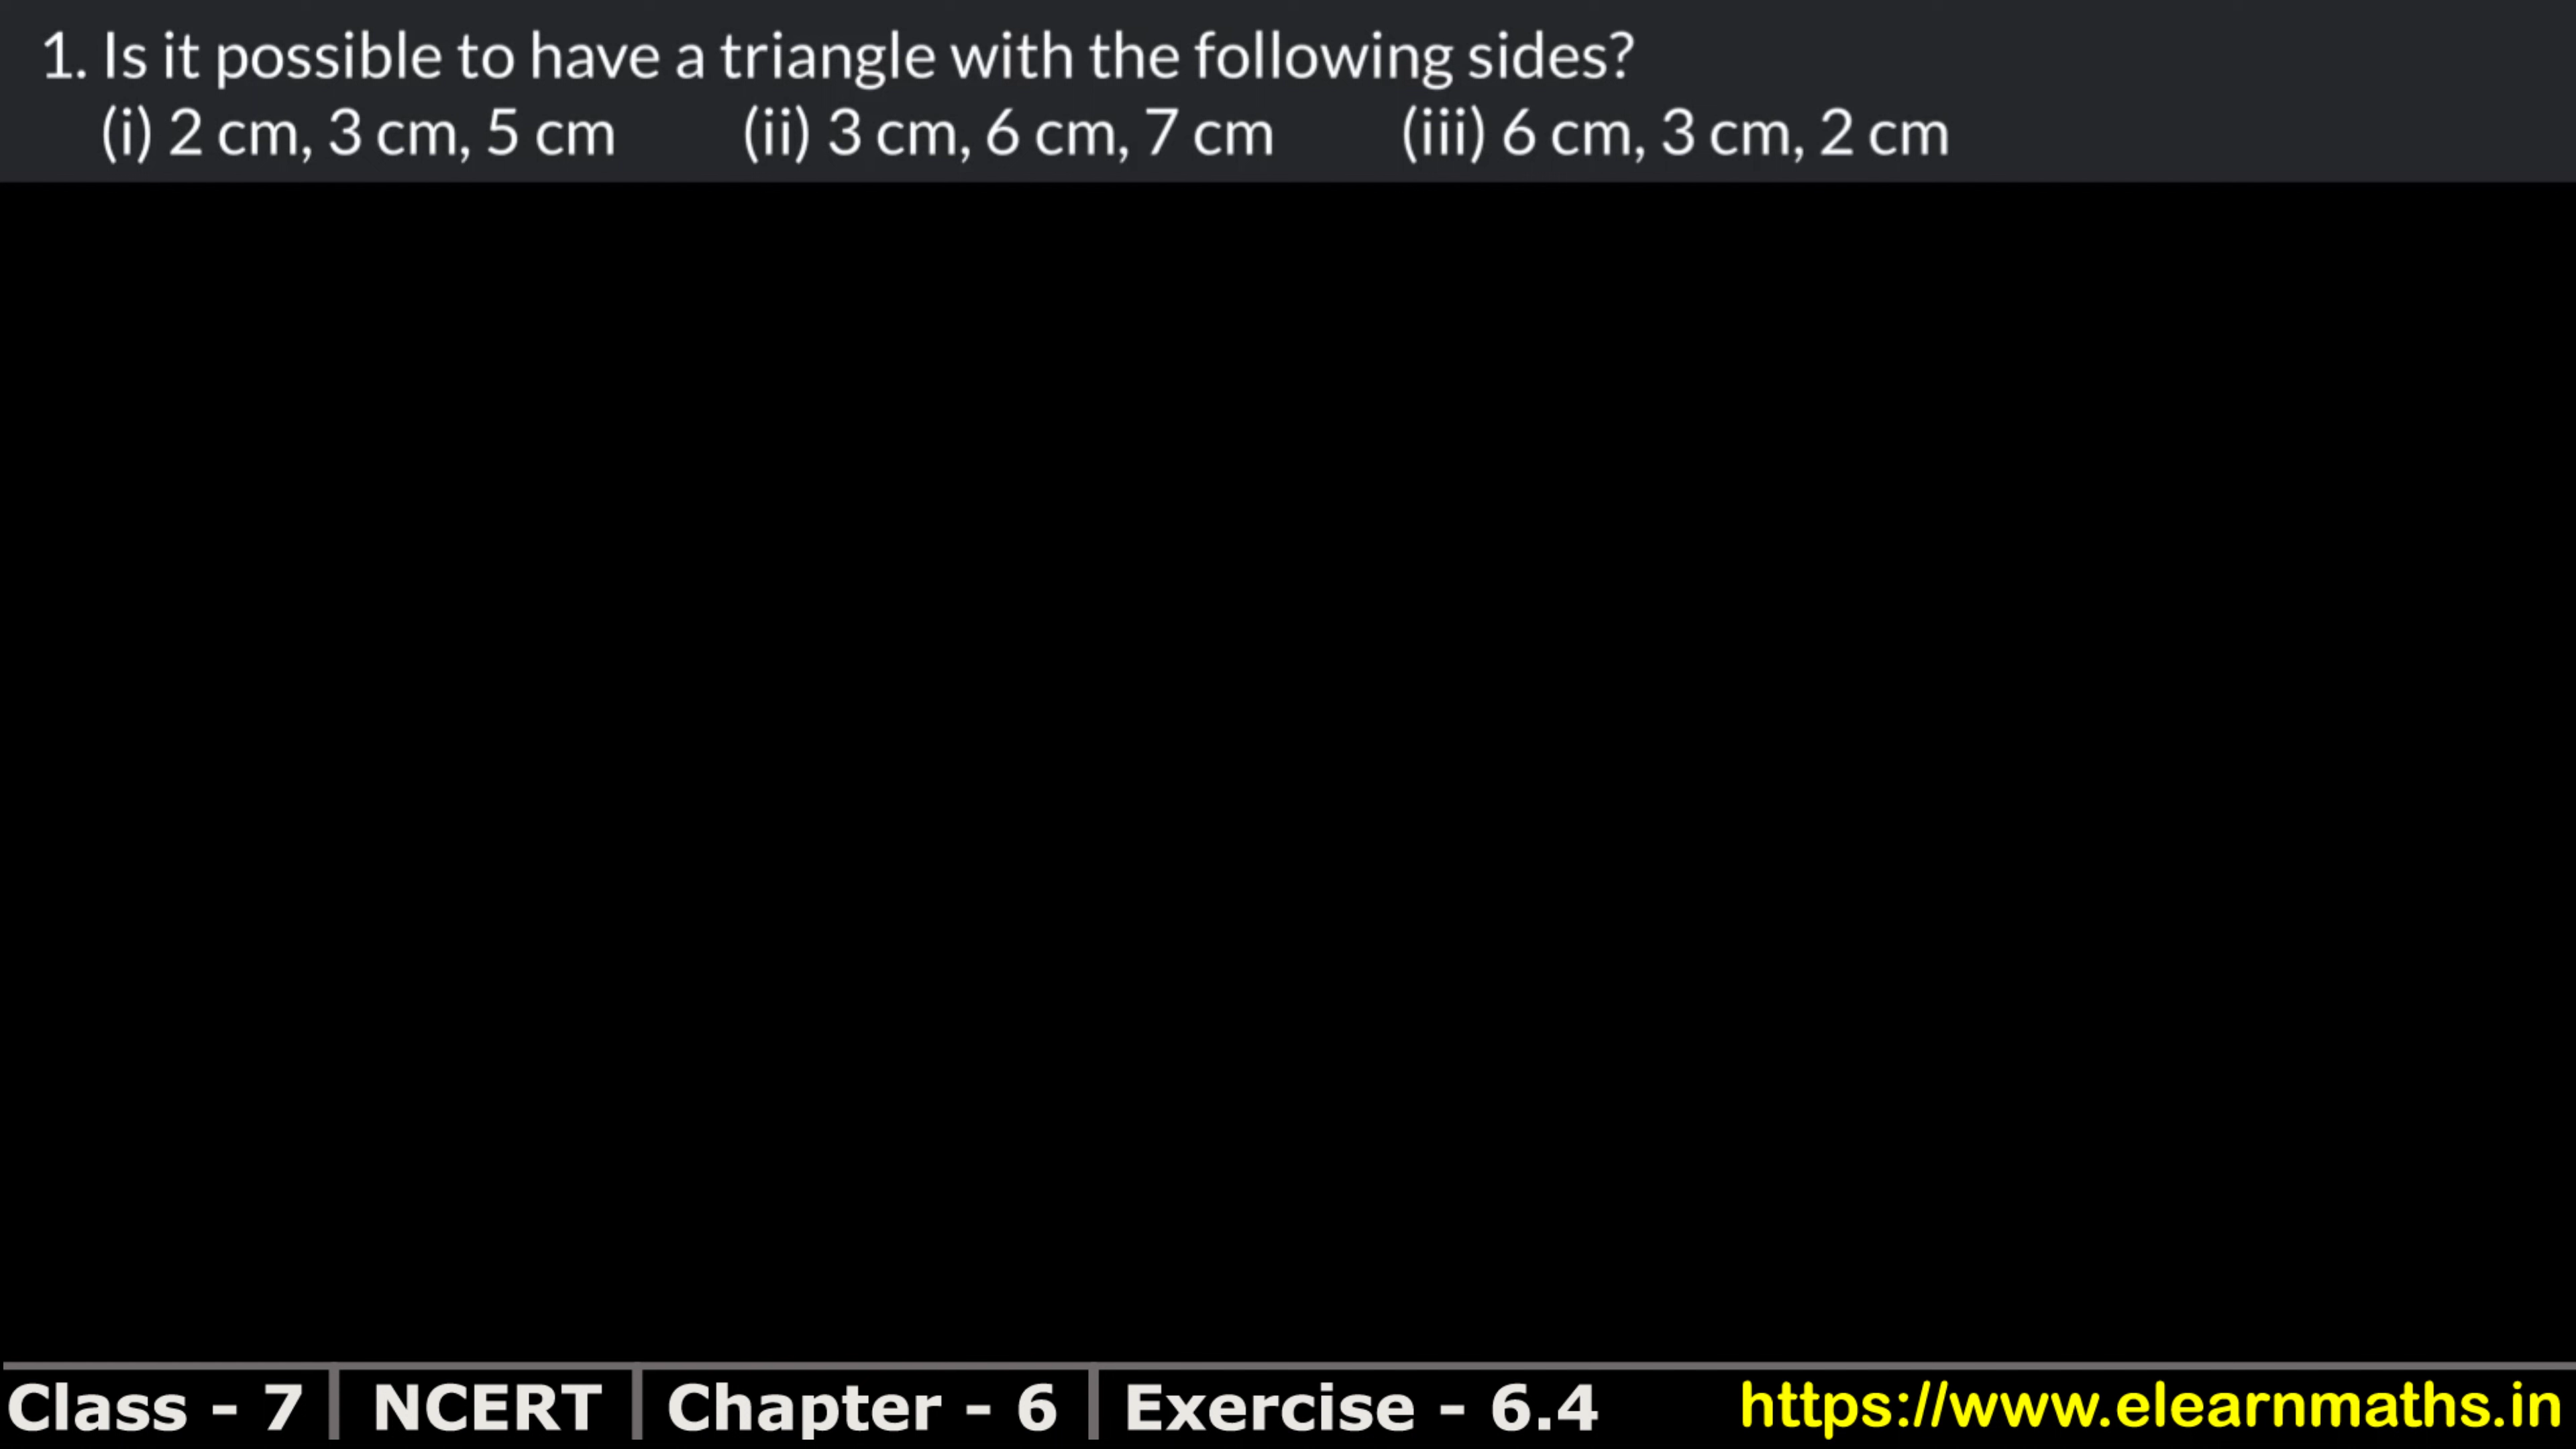 1. Is it possible to have a triangle with the following sides?
(i) 2 cm, 3 cm, 5 cm (ii) 3 cm, 6 cm, 7 cm (iii) 6 cm, 3 cm, 2 cm
Class - 7 NCERT Chapter - 6 Exercise - 6.4 https://www.elearnmaths.in